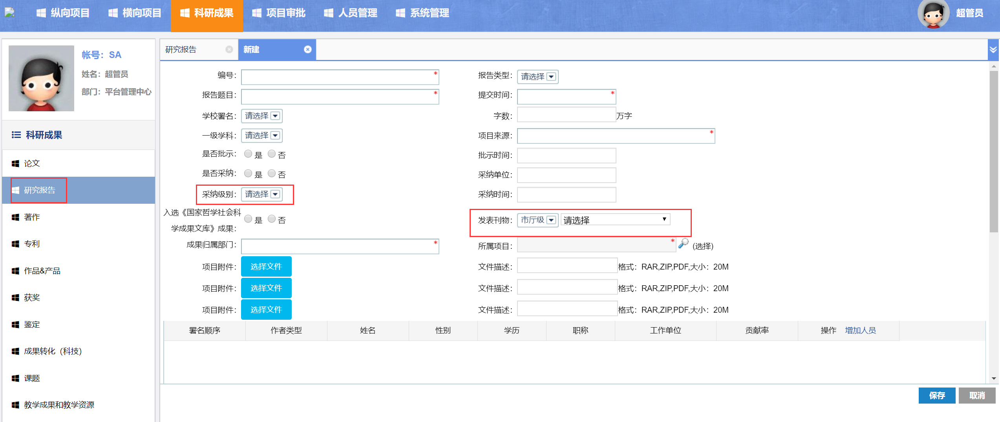 纵向项目 横向项目 科研成果 项目审批 人员管理 系统管理 超管员
帐号：SA
姓名：超管员
部门：平台管理中心
科研成果
论文
研究报告
著作
专利
作品&产品
获奖
鉴定
成果转化（科技）
课题
教学成果和教学资源
研究报告 新建
编号： * 报告类型： 请选择
报告题目： * 提交时间： *
学校署名： 请选择 字数： 万字
一级学科： 请选择 项目来源： *
是否批示： 是 否 批示时间：
是否采纳： 是 否 采纳单位：
采纳级别： 请选择 采纳时间：
入选《国家哲学社会科
学成果文库》成果： 是 否 发表刊物： 市厅级 请选择
成果归属部门： * 所属项目： * (选择)
项目附件： 选择文件 文件描述： 格式：RAR,ZIP,PDF,大小：20M
项目附件： 选择文件 文件描述： 格式：RAR,ZIP,PDF,大小：20M
项目附件： 选择文件 文件描述： 格式：RAR,ZIP,PDF,大小：20M
署名顺序 作者类型 姓名 性别 学历 职称 工作单位 贡献率 操作 增加人员
保存 取消